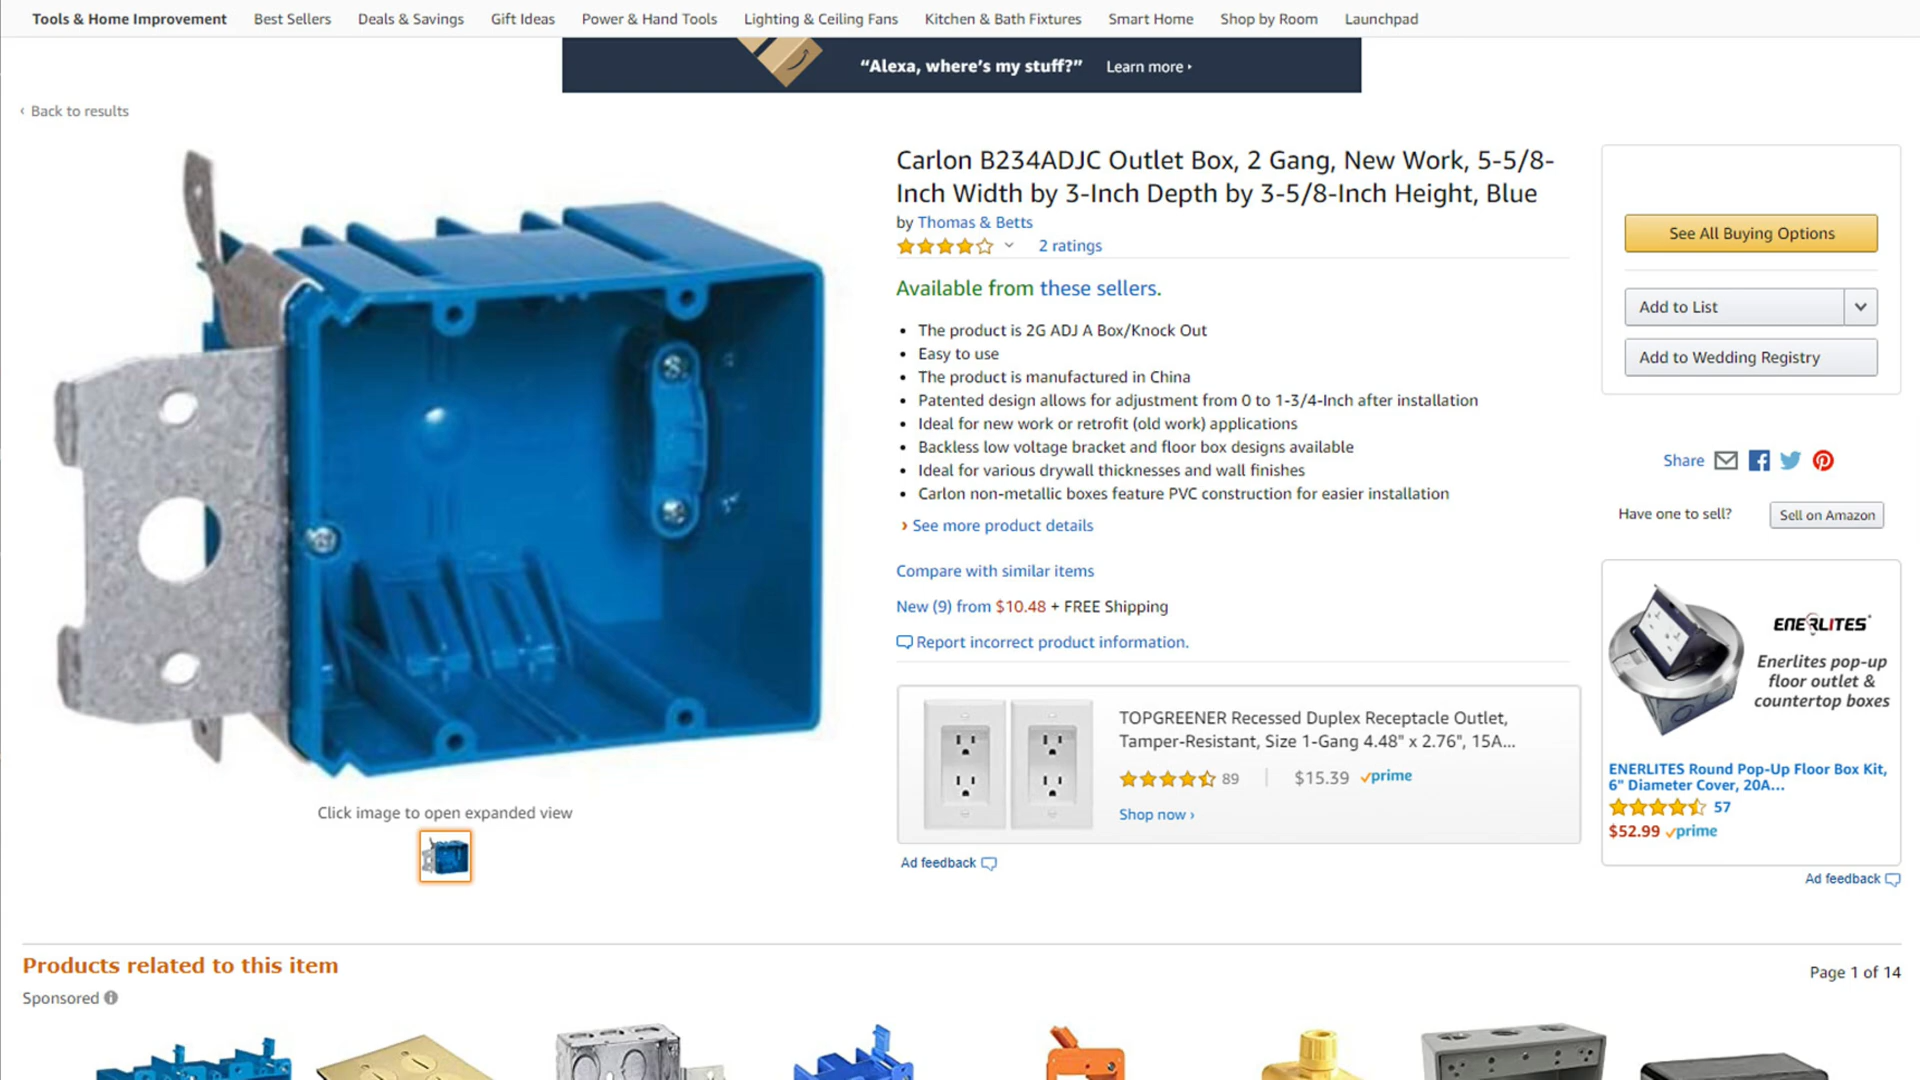 Tools & Home Improvement Best Sellers Deals & Savings Gift Ideas Power & Hand Tools Lighting & Ceiling Fans Kitchen & Bath Fixtures Smart Home Shop by Room Launchpad
“Alexa, where’s my stuff?” Learn more ▸
‹ Back to results
Carlon B234ADJC Outlet Box, 2 Gang, New Work, 5-5/8-
Inch Width by 3-Inch Depth by 3-5/8-Inch Height, Blue
by Thomas & Betts
2 ratings
Available from these sellers.
• The product is 2G ADJ A Box/Knock Out
• Easy to use
• The product is manufactured in China
• Patented design allows for adjustment from 0 to 1-3/4-Inch after installation
• Ideal for new work or retrofit (old work) applications
• Backless low voltage bracket and floor box designs available
• Ideal for various drywall thicknesses and wall finishes
• Carlon non-metallic boxes feature PVC construction for easier installation
› See more product details
Compare with similar items
New (9) from $10.48 + FREE Shipping
Report incorrect product information.
TOPGREENER Recessed Duplex Receptacle Outlet,
Tamper-Resistant, Size 1-Gang 4.48" x 2.76", 15A...
89 | $15.39 prime
Shop now ›
Ad feedback
Click image to open expanded view
See All Buying Options
Add to List
Add to Wedding Registry
Share
Have one to sell? Sell on Amazon
ENERLITES®
Enerlites pop-up
floor outlet &
countertop boxes
ENERLITES Round Pop-Up Floor Box Kit,
6" Diameter Cover, 20A...
57
$52.99 prime
Ad feedback
Products related to this item
Page 1 of 14
Sponsored